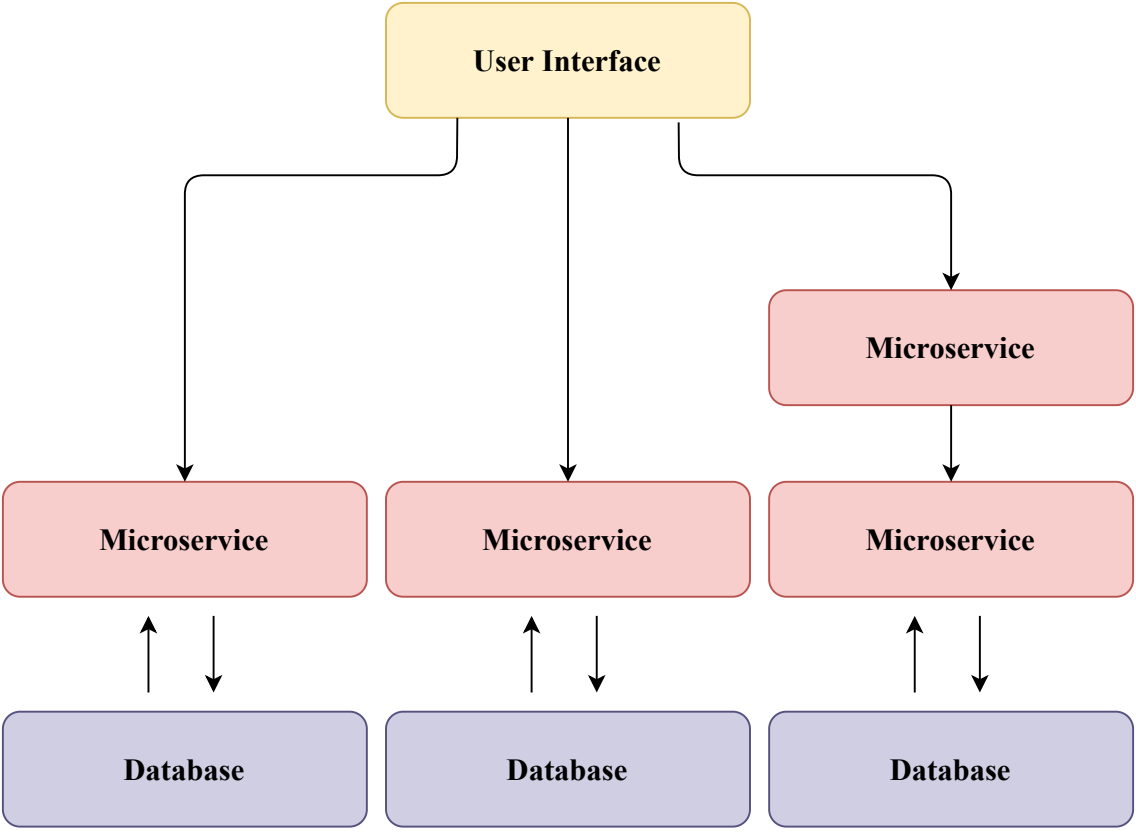 User Interface
Microservice
Microservice
Microservice
Microservice
Database
Database
Database